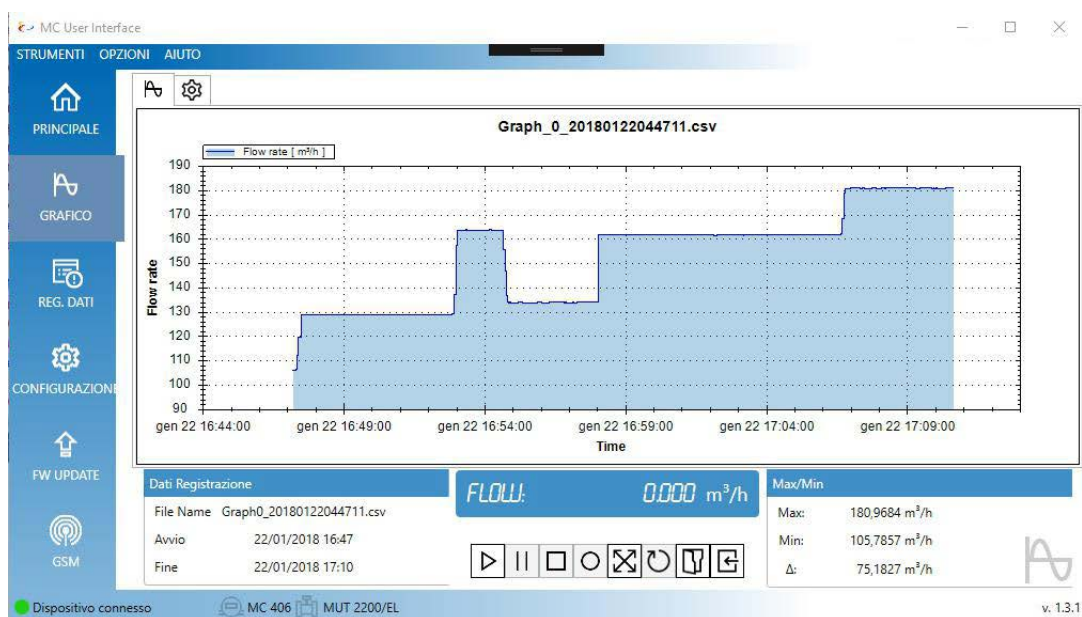 MC User Interface
STRUMENTI OPZIONI AIUTO
PRINCIPALE
GRAFICO
REG. DATI
CONFIGURAZIONE
FW UPDATE
GSM
Graph_0_20180122044711.csv
Flow rate [ m³/h ]
190
180
170
160
150
140
130
120
110
100
90
Flow rate
gen 22 16:44:00 gen 22 16:49:00 gen 22 16:54:00 gen 22 16:59:00 gen 22 17:04:00 gen 22 17:09:00
Time
Dati Registrazione
File Name Graph0_20180122044711.csv
Avvio 22/01/2018 16:47
Fine 22/01/2018 17:10
FLOW: 0.000 m³/h
Max/Min
Max: 180,9684 m³/h
Min: 105,7857 m³/h
Δ: 75,1827 m³/h
Dispositivo connesso MC 406 MUT 2200/EL v. 1.3.1